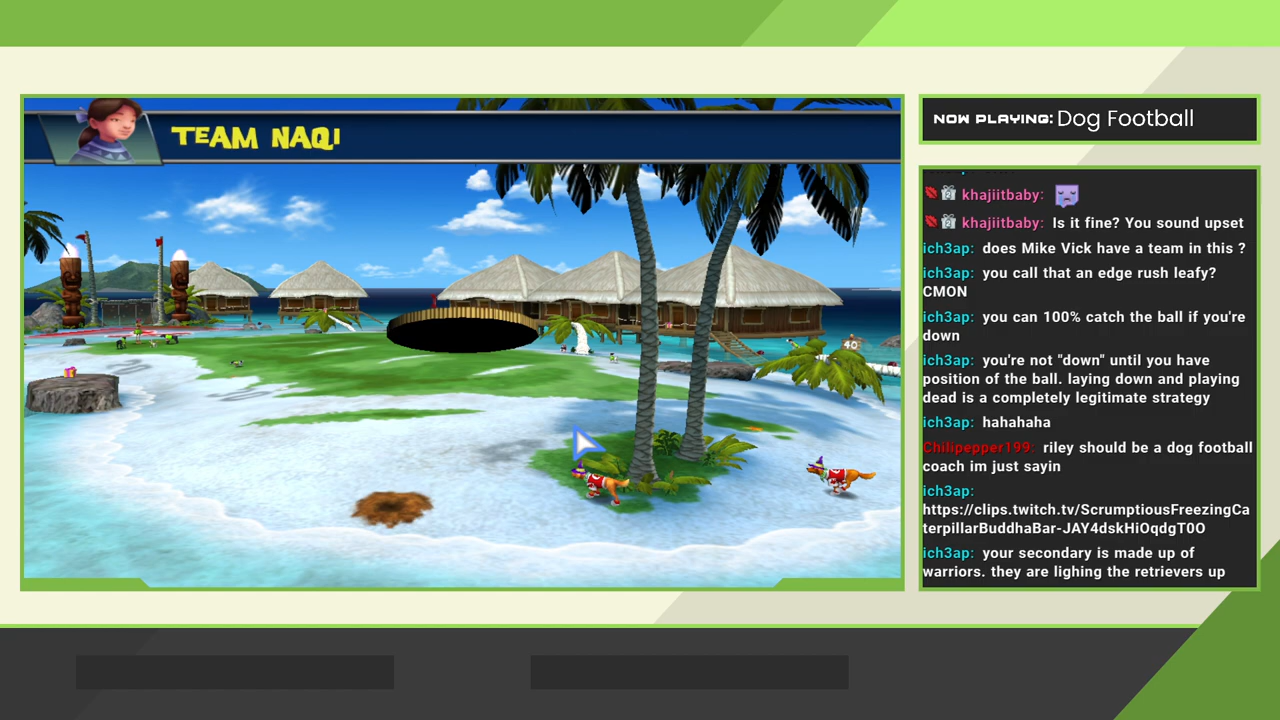 TEAM NAQI
NOW PLAYING: Dog Football
khajiitbaby:
khajiitbaby: Is it fine? You sound upset
ich3ap: does Mike Vick have a team in this ?
ich3ap: you call that an edge rush leafy?
CMON
ich3ap: you can 100% catch the ball if you're
down
ich3ap: you're not "down" until you have
position of the ball. laying down and playing
dead is a completely legitimate strategy
ich3ap: hahahaha
Chilipepper199: riley should be a dog football
coach im just sayin
ich3ap:
https://clips.twitch.tv/ScrumptiousFreezingCa
terpillarBuddhaBar-JAY4dskHiOqdgT0O
ich3ap: your secondary is made up of
warriors. they are lighing the retrievers up
40